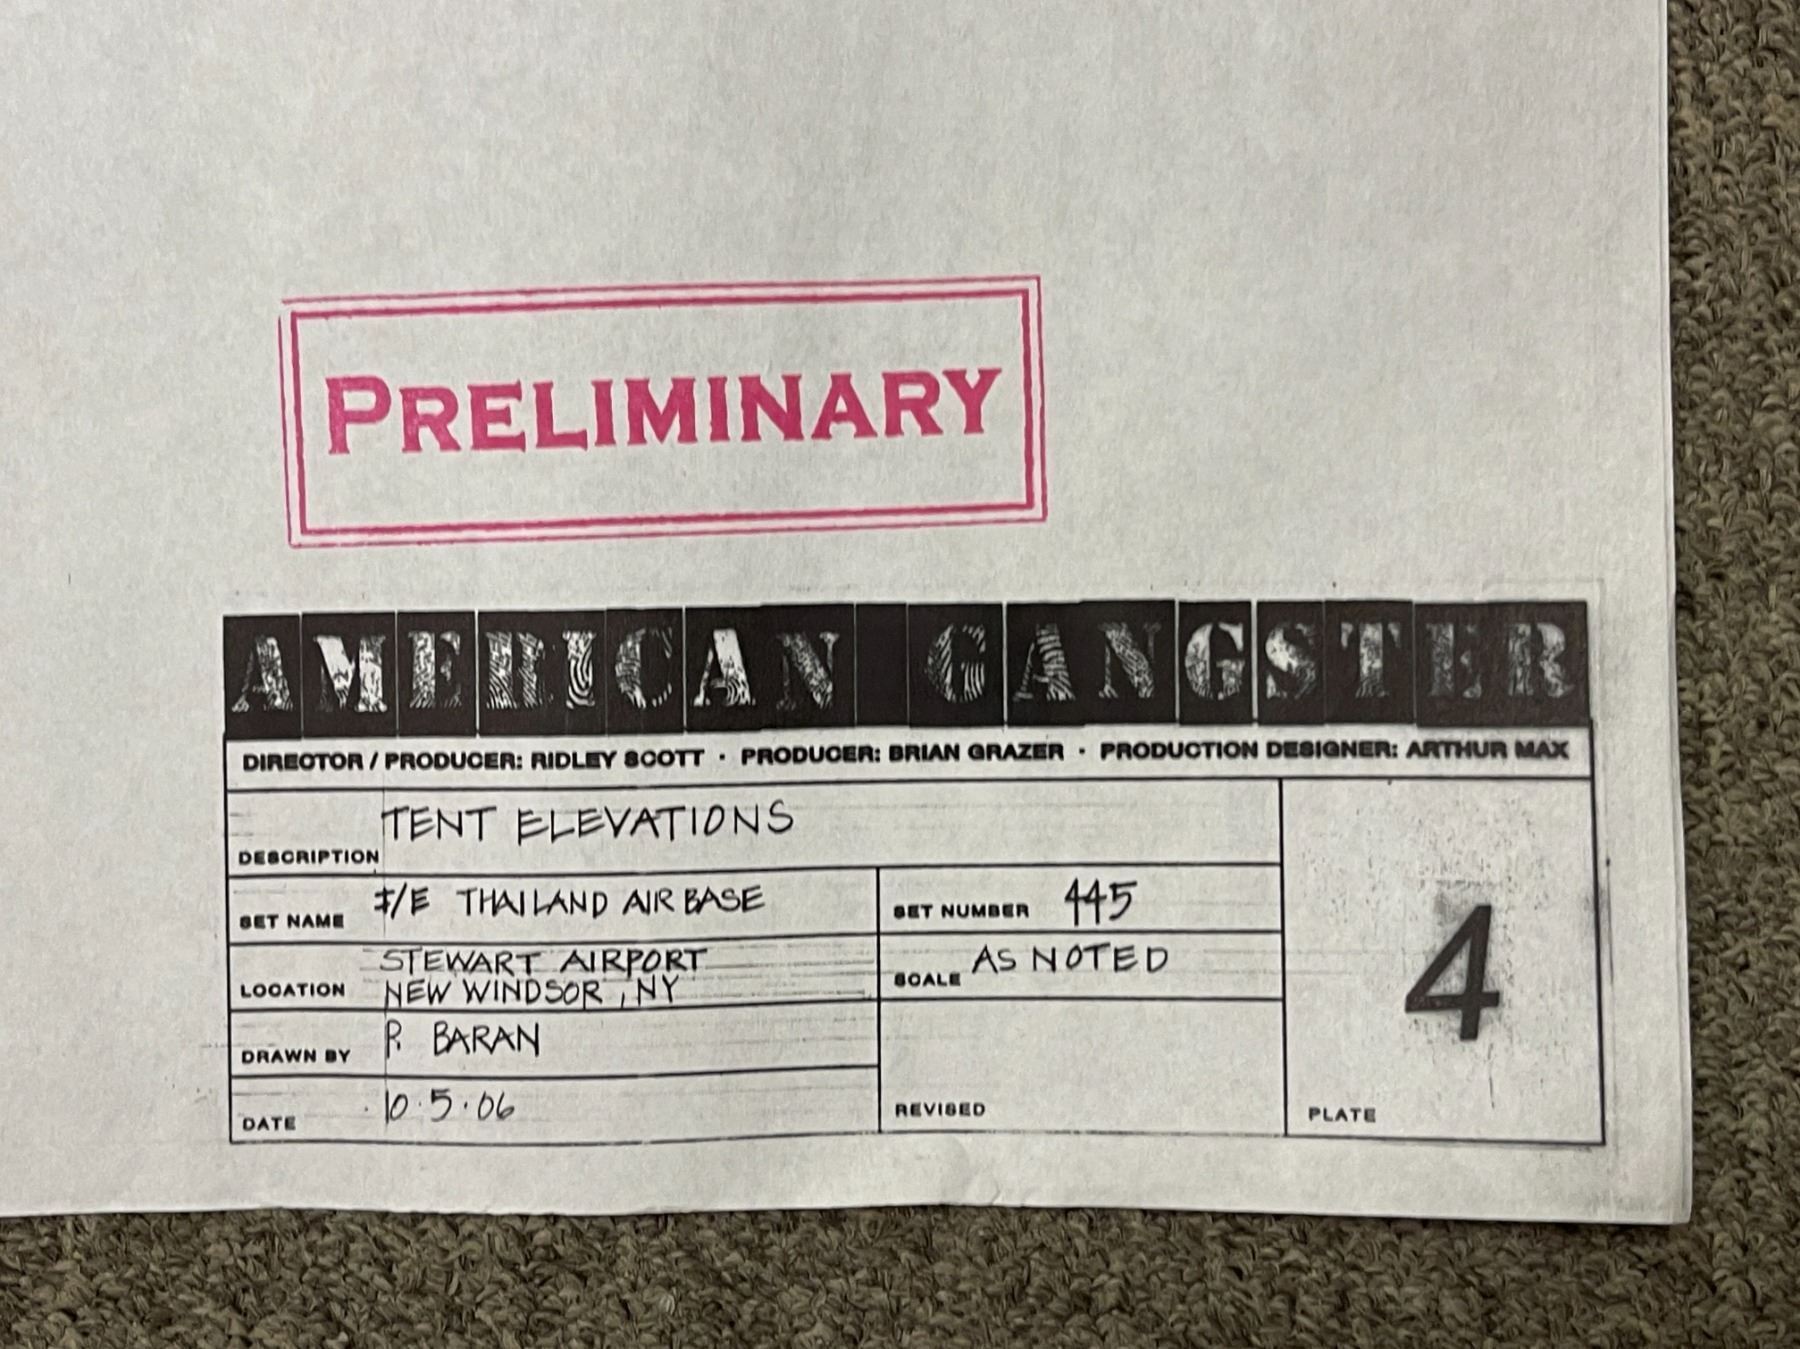 PRELIMINARY
AMERICAN GANGSTER
DIRECTOR / PRODUCER: RIDLEY SCOTT · PRODUCER: BRIAN GRAZER · PRODUCTION DESIGNER: ARTHUR MAX
DESCRIPTION TENT ELEVATIONS
SET NAME I/E THAILAND AIR BASE
SET NUMBER 445
LOCATION STEWART AIRPORT
NEW WINDSOR, NY
SCALE AS NOTED
DRAWN BY P. BARAN
DATE 10·5·06
REVISED
PLATE 4